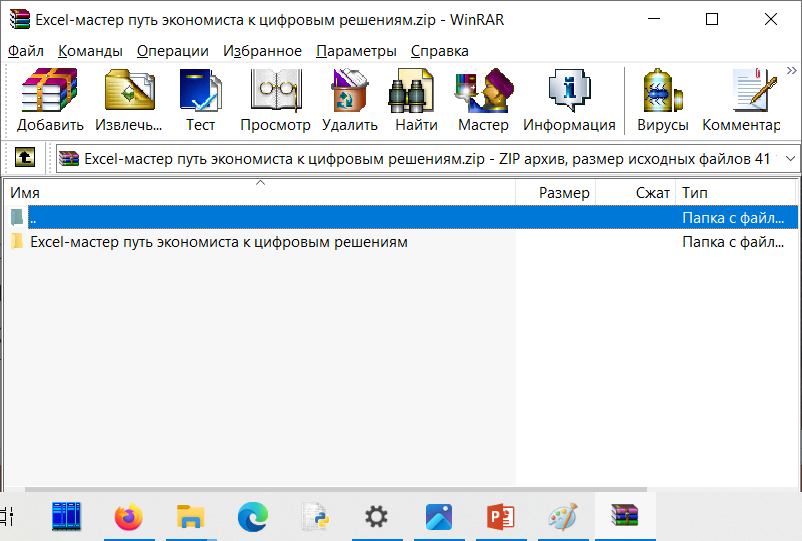 Excel-мастер путь экономиста к цифровым решениям.zip - WinRAR
Файл Команды Операции Избранное Параметры Справка
Добавить Извлечь... Тест Просмотр Удалить Найти Мастер Информация Вирусы Комментар
Excel-мастер путь экономиста к цифровым решениям.zip - ZIP архив, размер исходных файлов 41
Имя Размер Сжат Тип
.. Папка с файл...
Excel-мастер путь экономиста к цифровым решениям Папка с файл...